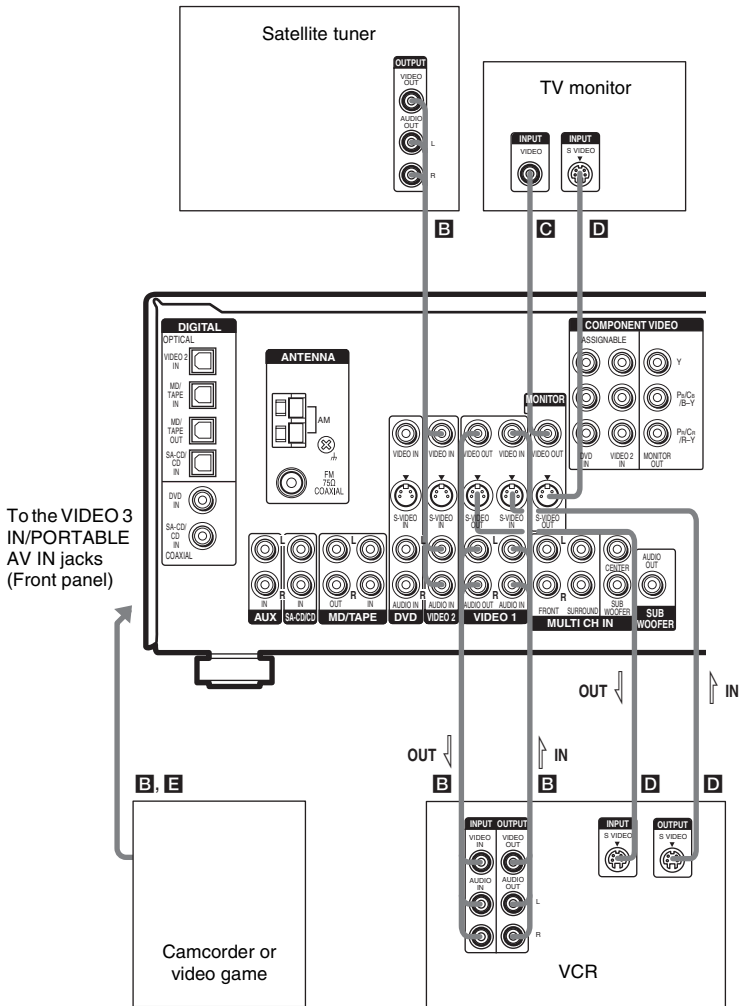 Satellite tuner
OUTPUT
VIDEO
OUT
AUDIO
OUT
L
R
TV monitor
INPUT
VIDEO
INPUT
S VIDEO
B
C
D
DIGITAL
OPTICAL
VIDEO 2
IN
MD/
TAPE
IN
MD/
TAPE
OUT
SA-CD/
CD
IN
DVD
IN
SA-CD/
CD
IN
COAXIAL
ANTENNA
AM
FM
75Ω
COAXIAL
MONITOR
VIDEO IN
VIDEO IN
VIDEO OUT
VIDEO IN
VIDEO OUT
S-VIDEO
IN
S-VIDEO
IN
S-VIDEO
OUT
S-VIDEO
IN
S-VIDEO
OUT
COMPONENT VIDEO
ASSIGNABLE
Y
PB/CB
/B–Y
PR/CR
/R–Y
DVD
IN
VIDEO 2
IN
MONITOR
OUT
L
L
L
L
L
R
R
R
R
R
IN
IN
OUT
IN
AUDIO IN
AUDIO IN
AUDIO OUT
AUDIO IN
FRONT
SURROUND
CENTER
SUB
WOOFER
AUDIO
OUT
AUX
SA-CD/CD
MD/TAPE
DVD
VIDEO 2
VIDEO 1
MULTI CH IN
SUB
WOOFER
To the VIDEO 3
IN/PORTABLE
AV IN jacks
(Front panel)
OUT
IN
OUT
IN
B, E
B
B
D
D
Camcorder or
video game
INPUT
OUTPUT
VIDEO
IN
VIDEO
OUT
AUDIO
IN
AUDIO
OUT
L
R
INPUT
S VIDEO
OUTPUT
S VIDEO
VCR